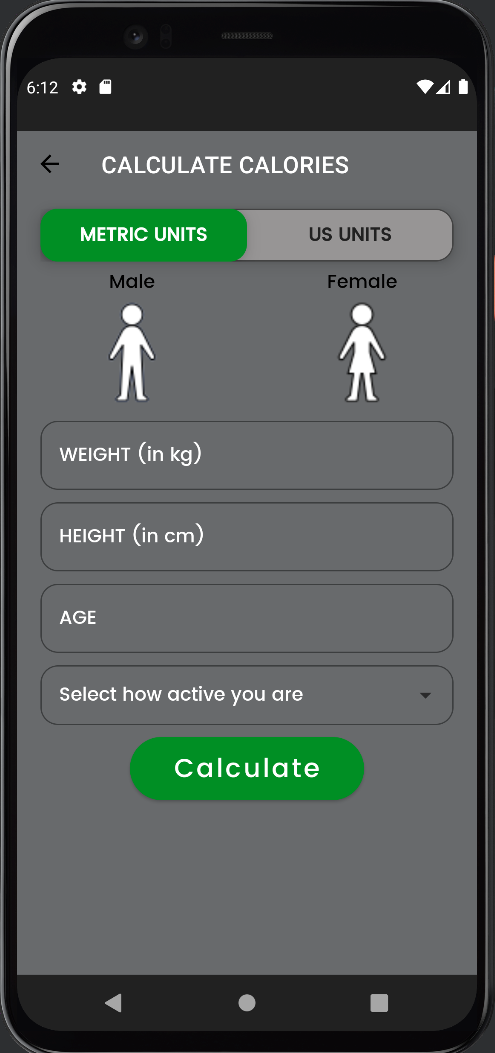 6:12
CALCULATE CALORIES
METRIC UNITS US UNITS
Male Female
WEIGHT (in kg)
HEIGHT (in cm)
AGE
Select how active you are
Calculate